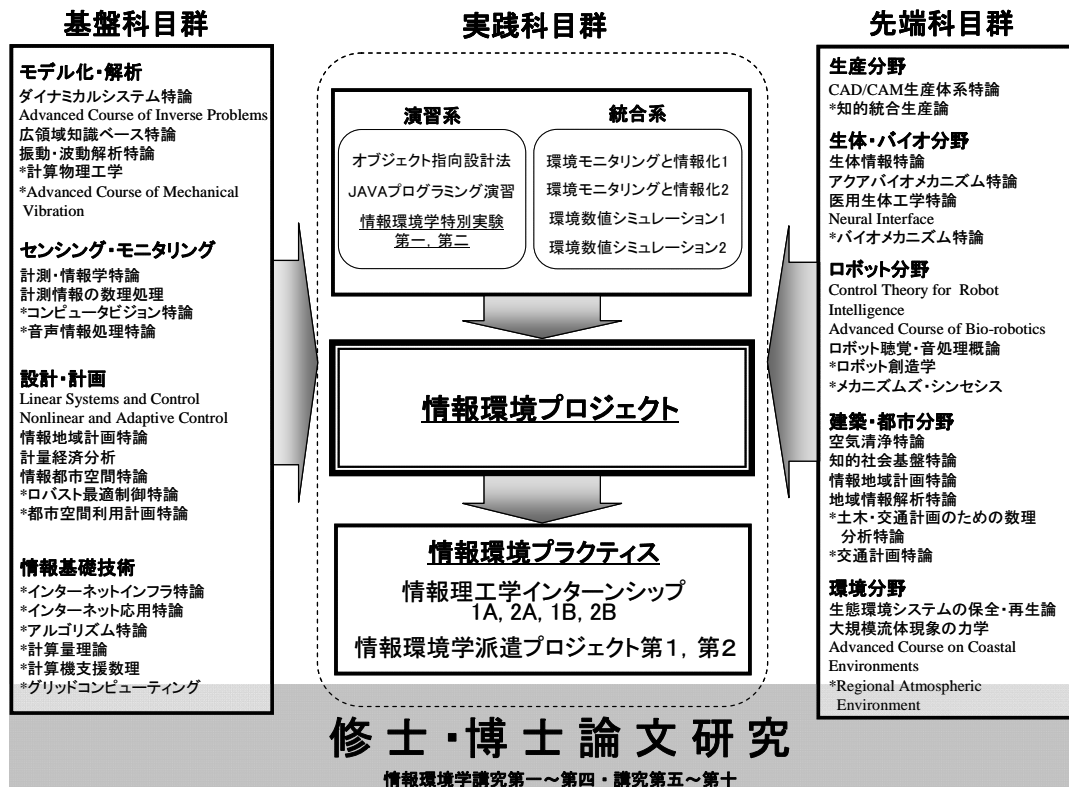 基盤科目群
モデル化・解析
ダイナミカルシステム特論
Advanced Course of Inverse Problems
広領域知識ベース特論
振動・波動解析特論
*計算物理工学
*Advanced Course of Mechanical
Vibration
センシング・モニタリング
計測・情報学特論
計測情報の数理処理
*コンピュータビジョン特論
*音声情報処理特論
設計・計画
Linear Systems and Control
Nonlinear and Adaptive Control
情報地域計画特論
計量経済分析
情報都市空間特論
*ロバスト最適制御特論
*都市空間利用計画特論
情報基礎技術
*インターネットインフラ特論
*インターネット応用特論
*アルゴリズム特論
*計算量理論
*計算機支援数理
*グリッドコンピューティング
実践科目群
演習系
オブジェクト指向設計法
JAVAプログラミング演習
情報環境学特別実験
第一，第二
統合系
環境モニタリングと情報化1
環境モニタリングと情報化2
環境数値シミュレーション1
環境数値シミュレーション2
情報環境プロジェクト
情報環境プラクティス
情報理工学インターンシップ
1A, 2A, 1B, 2B
情報環境学派遣プロジェクト第1，第2
先端科目群
生産分野
CAD/CAM生産体系特論
*知的統合生産論
生体・バイオ分野
生体情報特論
アクアバイオメカニズム特論
医用生体工学特論
Neural Interface
*バイオメカニズム特論
ロボット分野
Control Theory for Robot
Intelligence
Advanced Course of Bio-robotics
ロボット聴覚・音処理概論
*ロボット創造学
*メカニズムズ・シンセシス
建築・都市分野
空気清浄特論
知的社会基盤特論
情報地域計画特論
地域情報解析特論
*土木・交通計画のための数理
分析特論
*交通計画特論
環境分野
生態環境システムの保全・再生論
大規模流体現象の力学
Advanced Course on Coastal
Environments
*Regional Atmospheric
Environment
修士・博士論文研究
情報環境学講究第一～第四・講究第五～第十